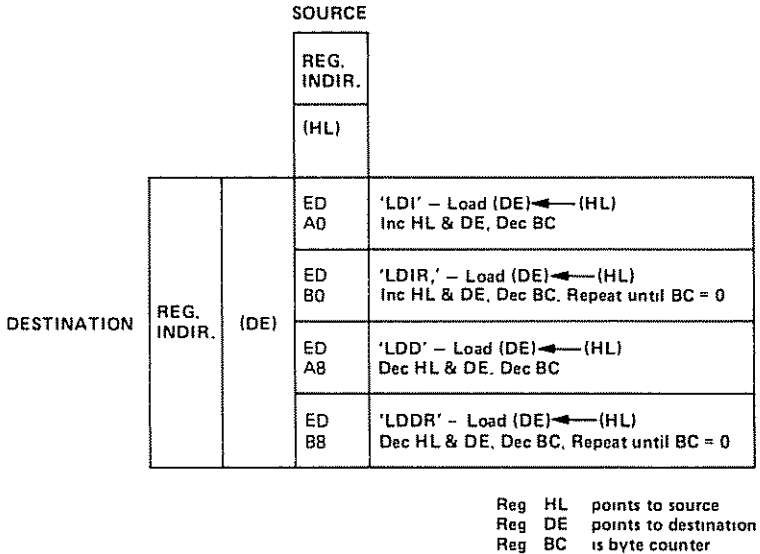 SOURCE
REG.
INDIR.
(HL)
ED
A0
'LDI' – Load (DE)◄—(HL)
Inc HL & DE, Dec BC
ED
B0
'LDIR,' – Load (DE)◄—(HL)
Inc HL & DE, Dec BC, Repeat until BC = 0
DESTINATION
REG.
INDIR.
(DE)
ED
A8
'LDD' – Load (DE)◄—(HL)
Dec HL & DE, Dec BC
ED
B8
'LDDR' – Load (DE)◄—(HL)
Dec HL & DE, Dec BC, Repeat until BC = 0
Reg HL points to source
Reg DE points to destination
Reg BC is byte counter